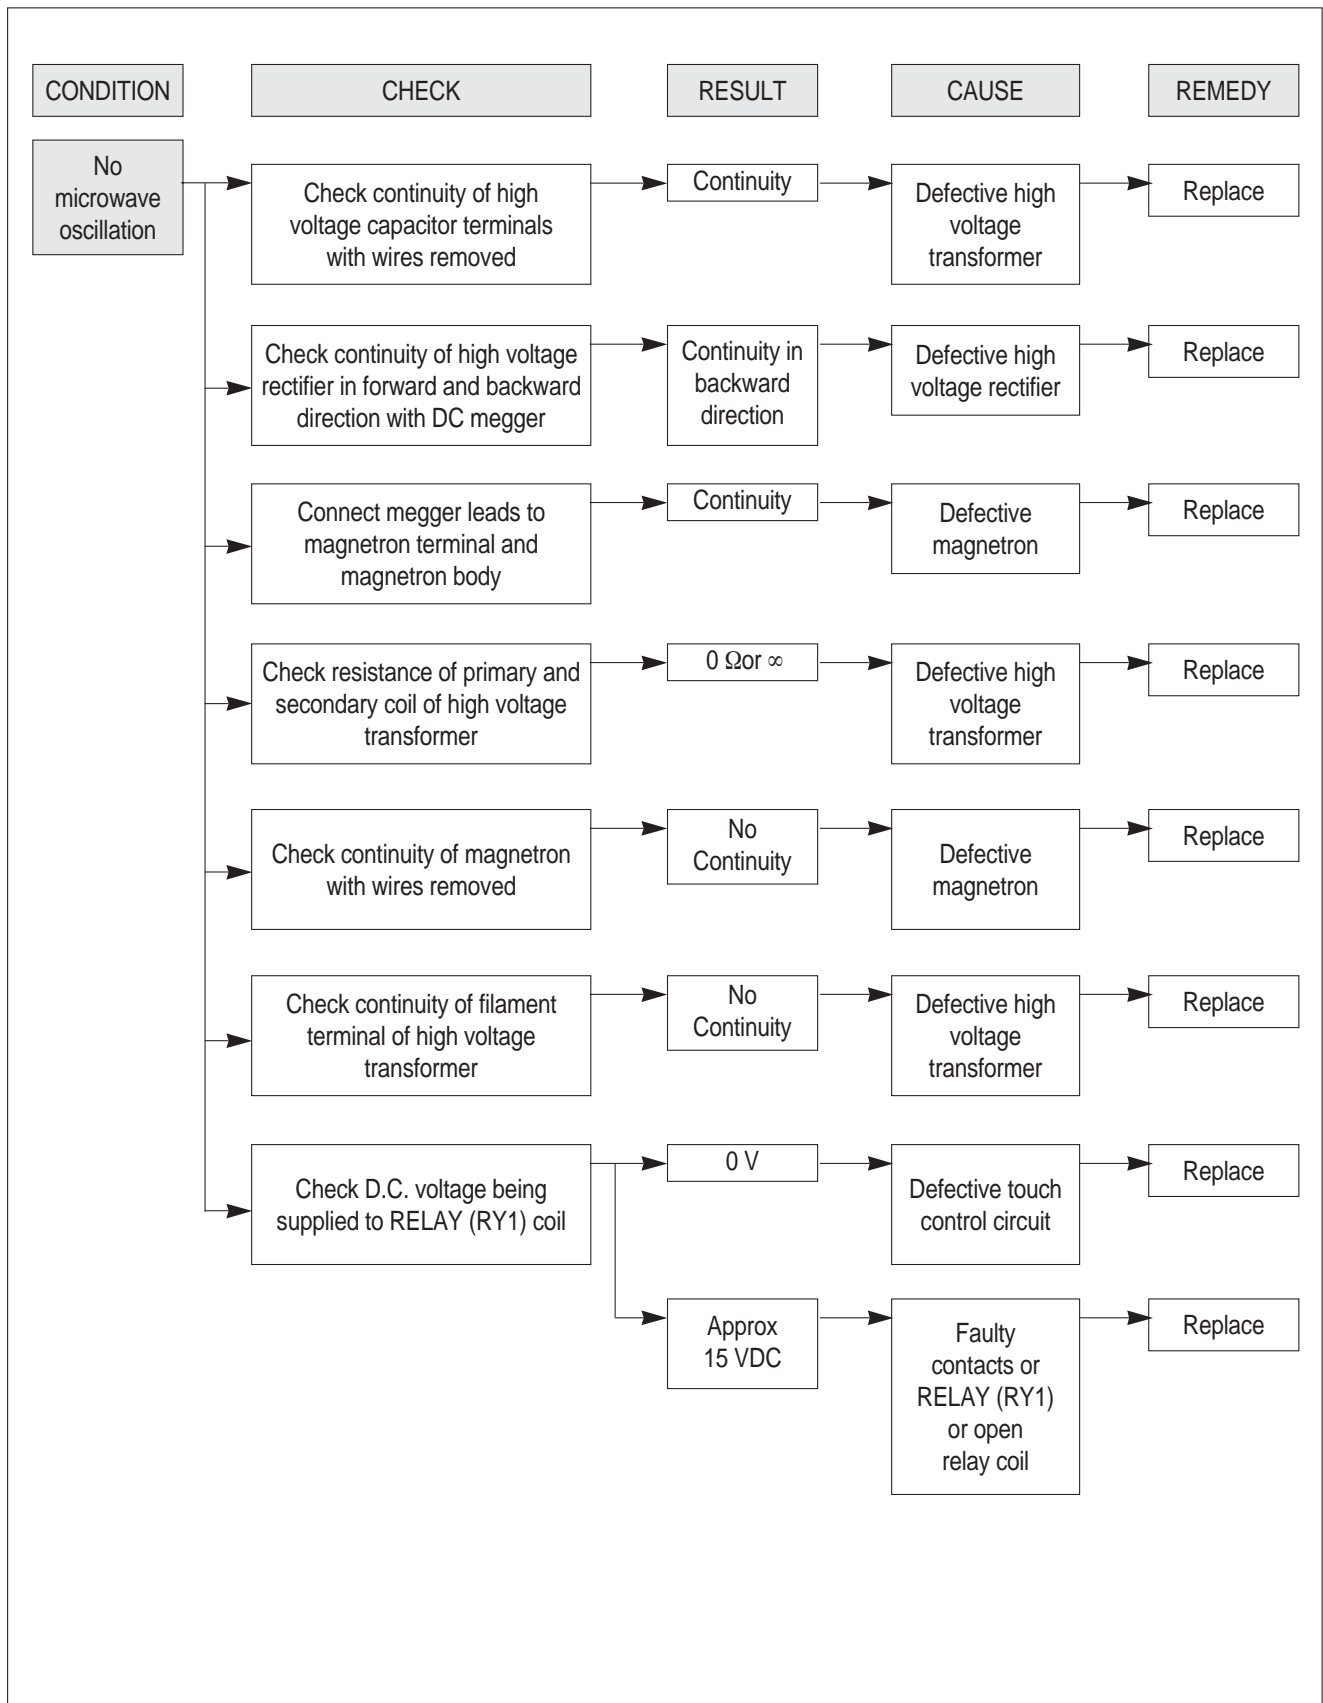 CONDITION
CHECK
RESULT
CAUSE
REMEDY
No
microwave
oscillation
Check continuity of high
voltage capacitor terminals
with wires removed
Continuity
Defective high
voltage
transformer
Replace
Check continuity of high voltage
rectifier in forward and backward
direction with DC megger
Continuity in
backward
direction
Defective high
voltage rectifier
Replace
Connect megger leads to
magnetron terminal and
magnetron body
Continuity
Defective
magnetron
Replace
Check resistance of primary and
secondary coil of high voltage
transformer
0 Ωor ∞
Defective high
voltage
transformer
Replace
Check continuity of magnetron
with wires removed
No
Continuity
Defective
magnetron
Replace
Check continuity of filament
terminal of high voltage
transformer
No
Continuity
Defective high
voltage
transformer
Replace
Check D.C. voltage being
supplied to RELAY (RY1) coil
0 V
Defective touch
control circuit
Replace
Approx
15 VDC
Faulty
contacts or
RELAY (RY1)
or open
relay coil
Replace